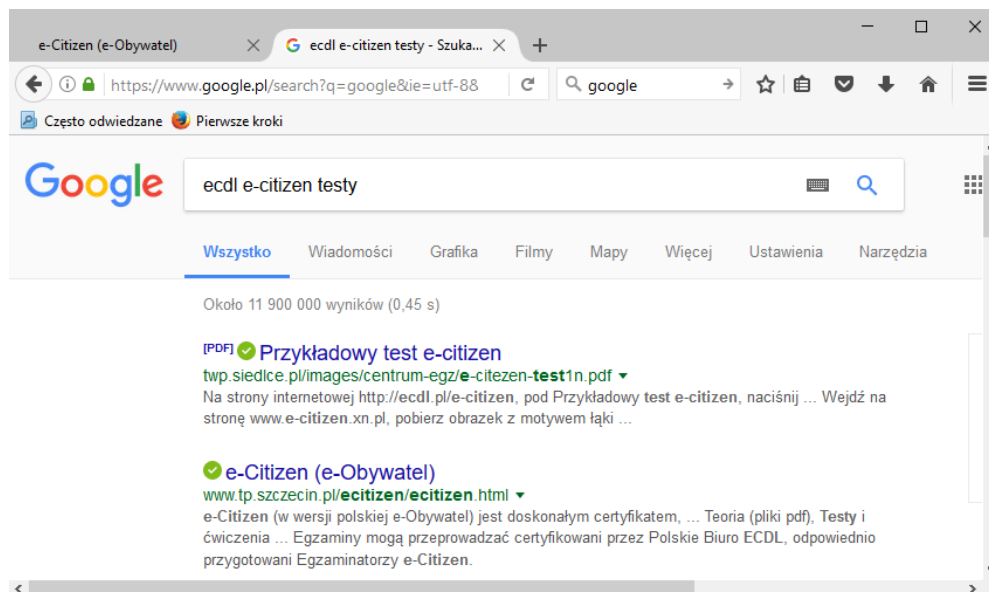 e-Citizen (e-Obywatel)
ecdl e-citizen testy - Szuka...
https://www.google.pl/search?q=google&ie=utf-88
google
Często odwiedzane
Pierwsze kroki
Google
ecdl e-citizen testy
Wszystko Wiadomości Grafika Filmy Mapy Więcej Ustawienia Narzędzia
Około 11 900 000 wyników (0,45 s)
[PDF] Przykładowy test e-citizen
twp.siedlce.pl/images/centrum-egz/e-citezen-test1n.pdf
Na strony internetowej http://ecdl.pl/e-citizen, pod Przykładowy test e-citizen, naciśnij ... Wejdź na
stronę www.e-citizen.xn.pl, pobierz obrazek z motywem łąki ...
e-Citizen (e-Obywatel)
www.tp.szczecin.pl/ecitizen/ecitizen.html
e-Citizen (w wersji polskiej e-Obywatel) jest doskonałym certyfikatem, ... Teoria (pliki pdf), Testy i
ćwiczenia ... Egzaminy mogą przeprowadzać certyfikowani przez Polskie Biuro ECDL, odpowiednio
przygotowani Egzaminatorzy e-Citizen.